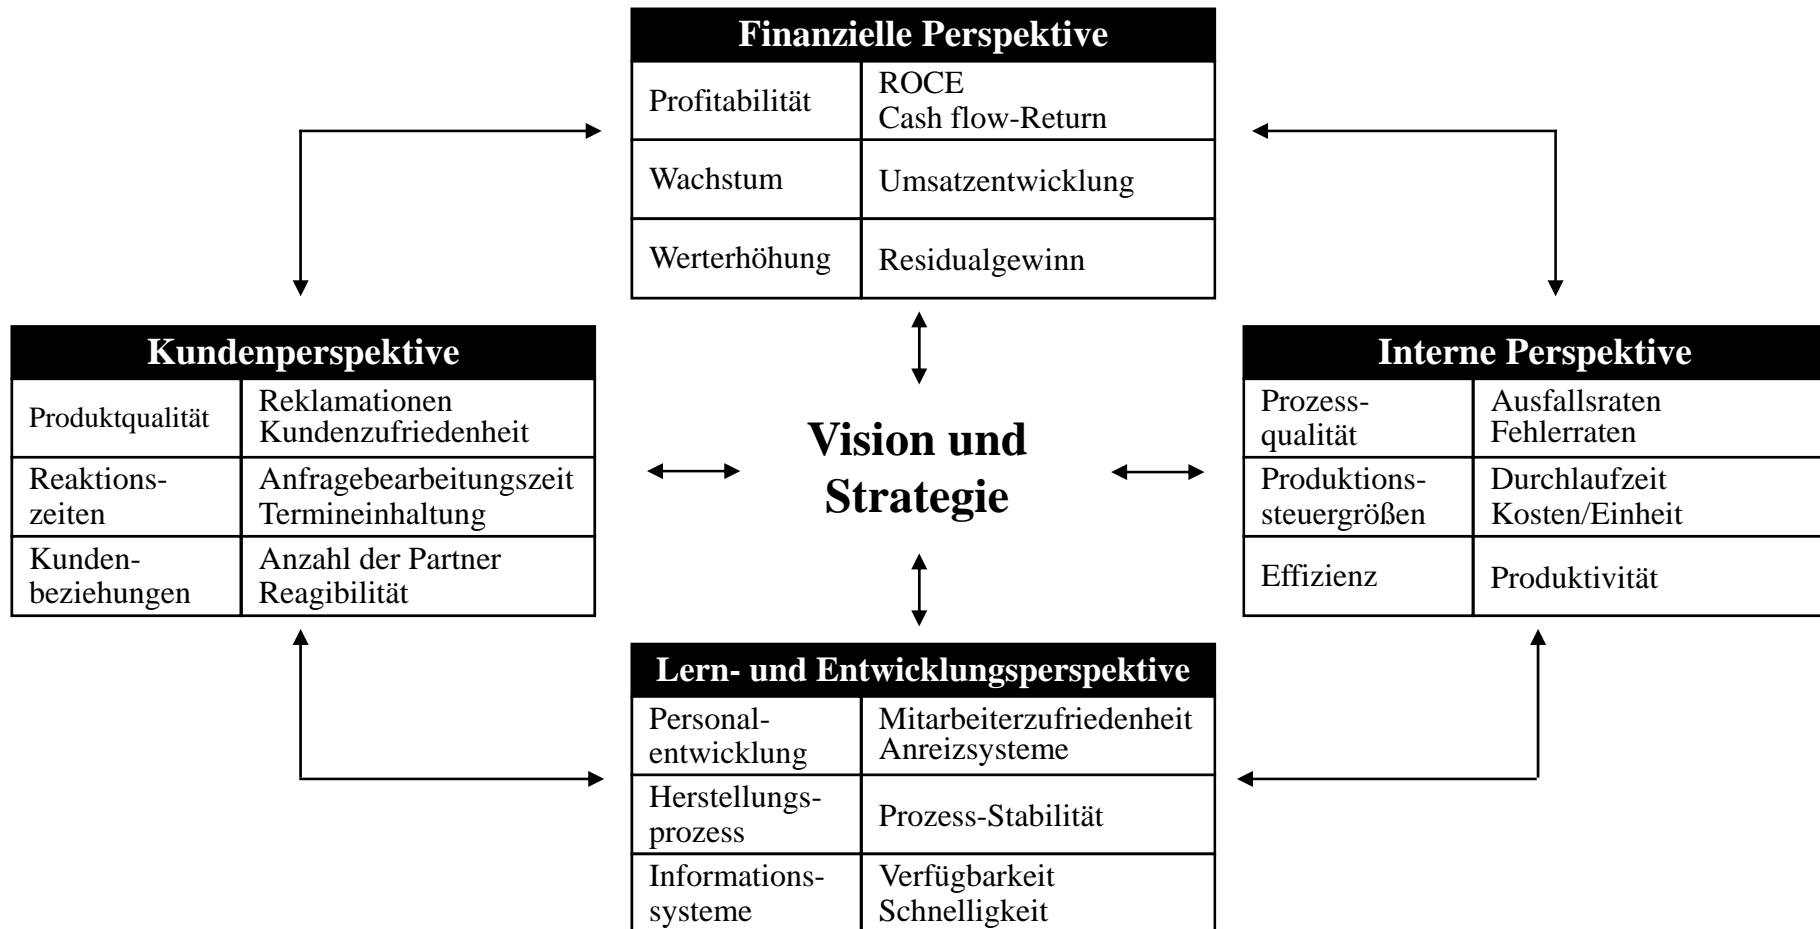 Finanzielle Perspektive
Profitabilität
ROCE
Cash flow-Return
Wachstum
Umsatzentwicklung
Werterhöhung
Residualgewinn
Kundenperspektive
Produktqualität
Reklamationen
Kundenzufriedenheit
Reaktions-
zeiten
Anfragebearbeitungszeit
Termineinhaltung
Kunden-
beziehungen
Anzahl der Partner
Reagibilität
Vision und
Strategie
Interne Perspektive
Prozess-
qualität
Ausfallsraten
Fehlerraten
Produktions-
steuergrößen
Durchlaufzeit
Kosten/Einheit
Effizienz
Produktivität
Lern- und Entwicklungsperspektive
Personal-
entwicklung
Mitarbeiterzufriedenheit
Anreizsysteme
Herstellungs-
prozess
Prozess-Stabilität
Informations-
systeme
Verfügbarkeit
Schnelligkeit